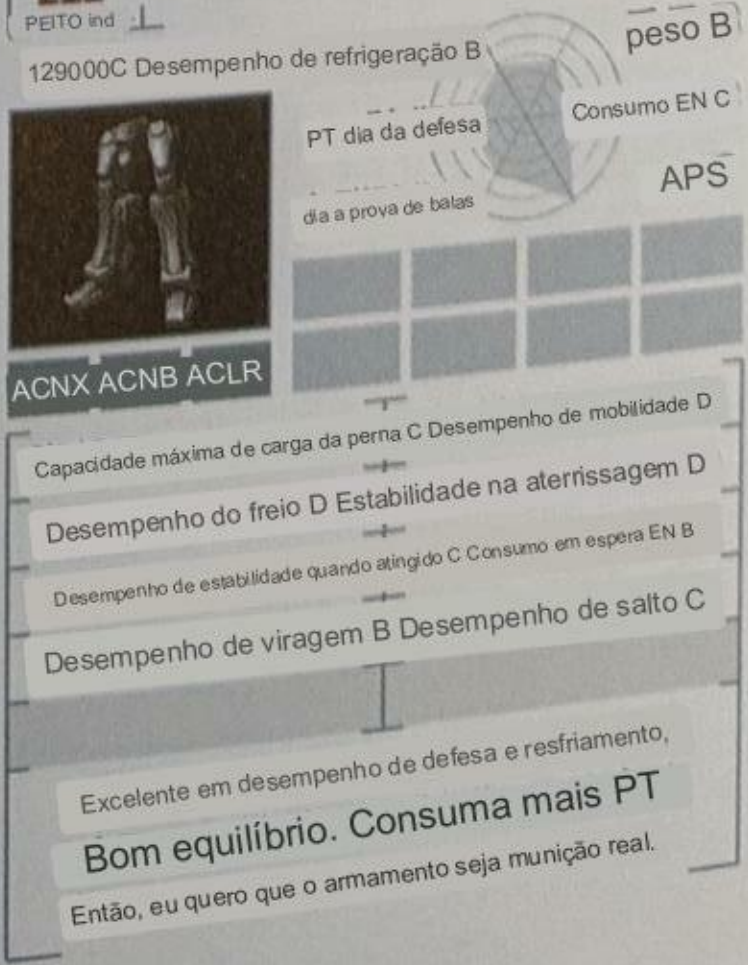 PEITO ind
129000C Desempenho de refrigeração B
peso B
PT dia da defesa
Consumo EN C
APS
dia a prova de balas
ACNX ACNB ACLR
Capacidade máxima de carga da perna C Desempenho de mobilidade D
Desempenho do freio D Estabilidade na aterrissagem D
Desempenho de estabilidade quando atingido C Consumo em espera EN B
Desempenho de viragem B Desempenho de salto C
Excelente em desempenho de defesa e resfriamento,
Bom equilíbrio. Consuma mais PT
Então, eu quero que o armamento seja munição real.